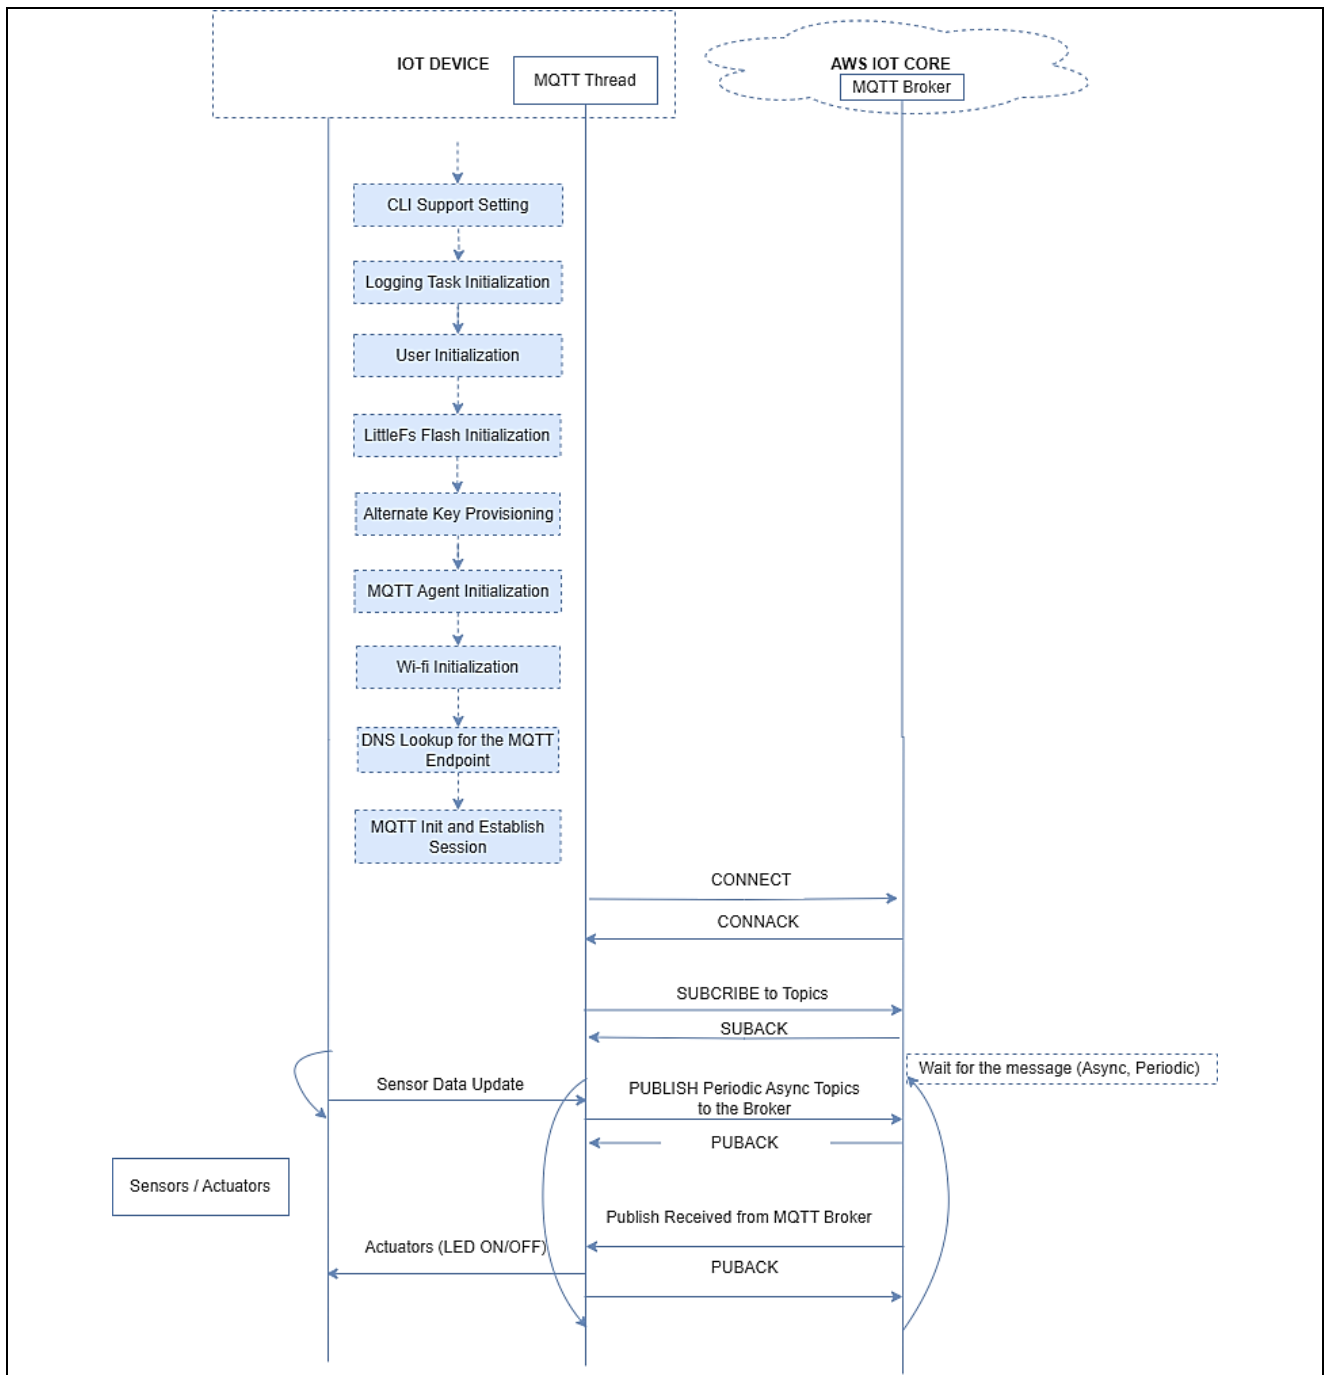 IOT DEVICE
MQTT Thread
AWS IOT CORE
MQTT Broker
CLI Support Setting
Logging Task Initialization
User Initialization
LittleFs Flash Initialization
Alternate Key Provisioning
MQTT Agent Initialization
Wi-fi Initialization
DNS Lookup for the MQTT
Endpoint
MQTT Init and Establish
Session
CONNECT
CONNACK
SUBCRIBE to Topics
SUBACK
Wait for the message (Async, Periodic)
Sensor Data Update
PUBLISH Periodic Async Topics
to the Broker
PUBACK
Sensors / Actuators
Publish Received from MQTT Broker
Actuators (LED ON/OFF)
PUBACK